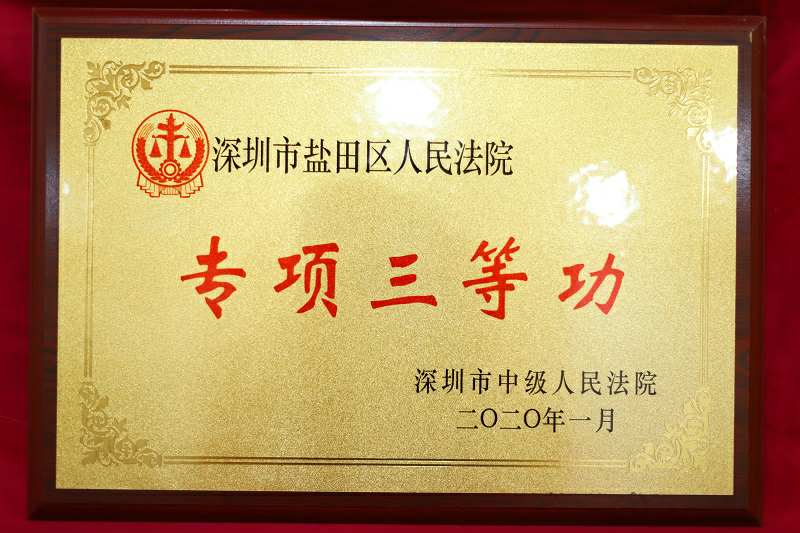 深圳市盐田区人民法院
专项三等功
深圳市中级人民法院
二〇二〇年一月